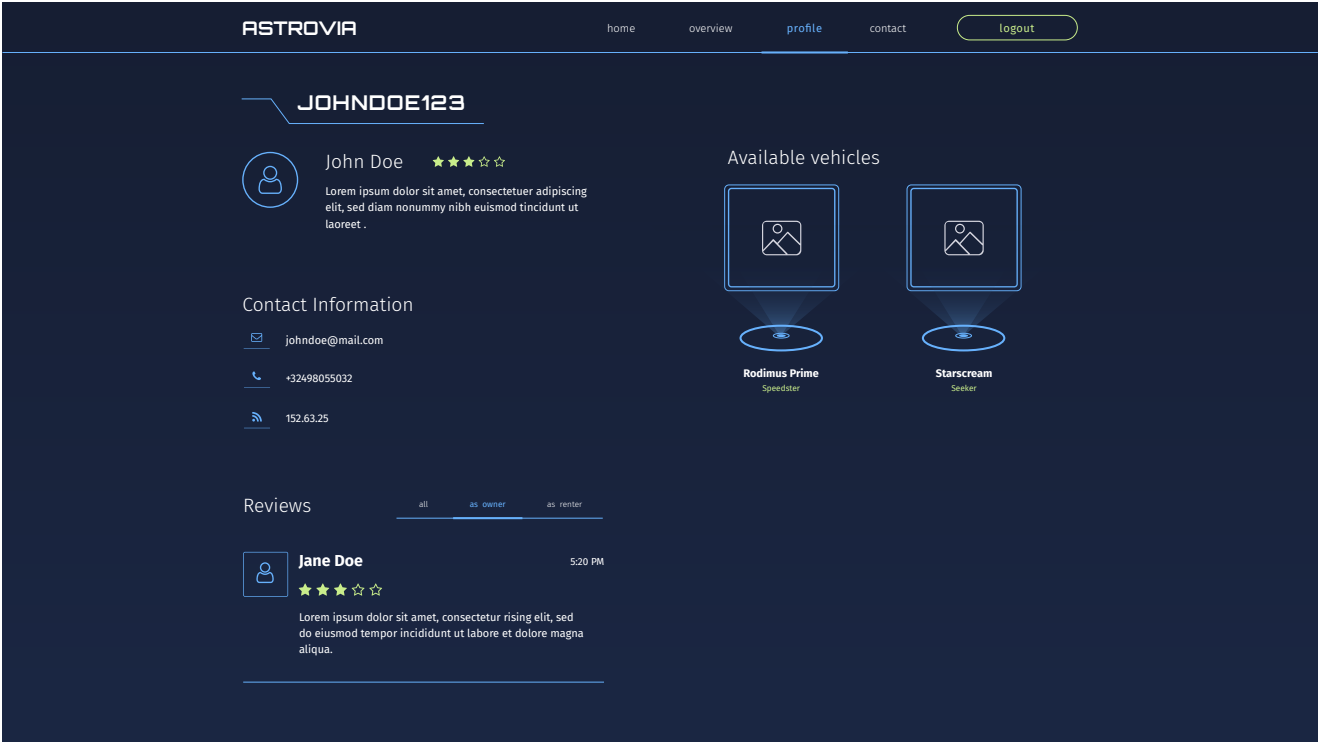 ASTROVIA
home
overview
profile
contact
logout
JOHNDOE123
John Doe
Lorem ipsum dolor sit amet, consectetuer adipiscing
elit, sed diam nonummy nibh euismod tincidunt ut
laoreet .
Contact Information
johndoe@mail.com
+32498055032
152.63.25
Reviews
all
as owner
as renter
Jane Doe
5:20 PM
Lorem ipsum dolor sit amet, consectetur rising elit, sed
do eiusmod tempor incididunt ut labore et dolore magna
aliqua.
Available vehicles
Rodimus Prime
Speedster
Starscream
Seeker